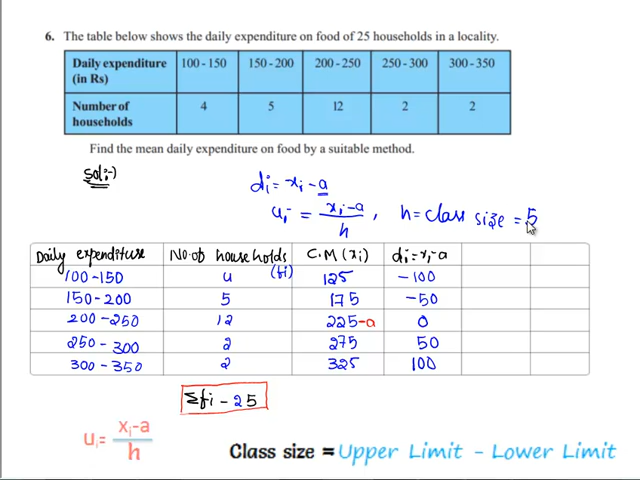 6. The table below shows the daily expenditure on food of 25 households in a locality.
Daily expenditure (in Rs) 100 - 150 150 - 200 200 - 250 250 - 300 300 - 350
Number of households 4 5 12 2 2
Find the mean daily expenditure on food by a suitable method.
Sol:-)
di = xi - a
ui = xi - a / h , h = class size = 5
Daily expenditure No. of households (fi) C.M (xi) di = xi - a
100 - 150 4 125 -100
150 - 200 5 175 -50
200 - 250 12 225 - a 0
250 - 300 2 275 50
300 - 350 2 325 100
Σfi - 25
ui = xi-a / h
Class size = Upper Limit - Lower Limit